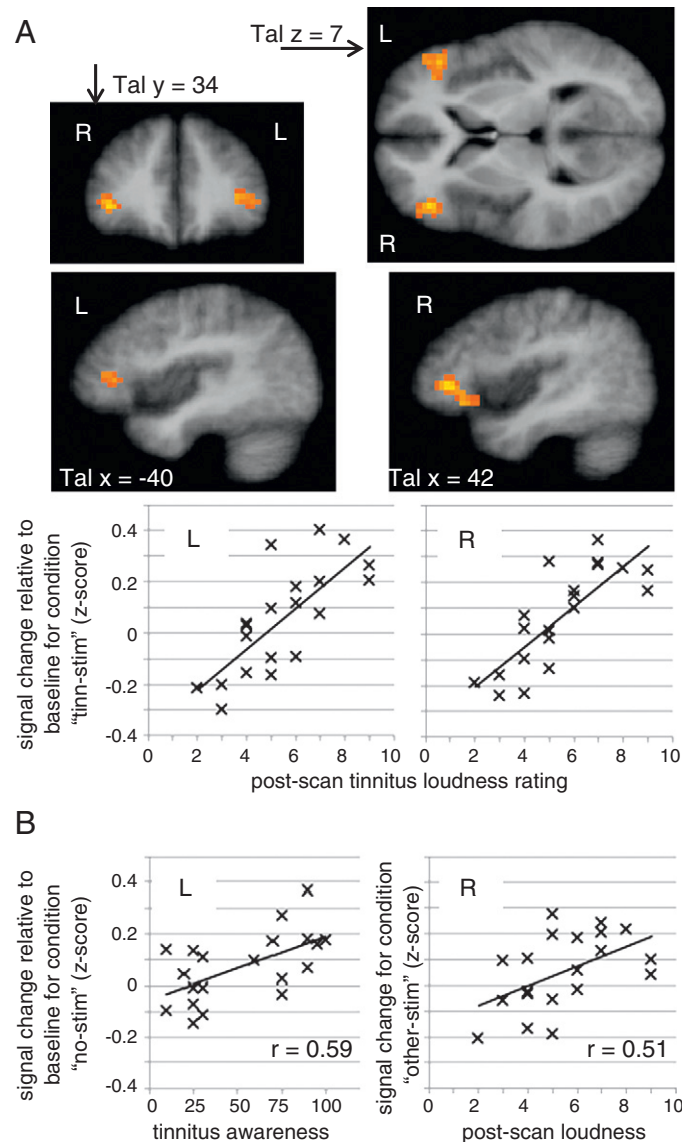 A
Tal z = 7
L
Tal y = 34
R
L
R
L
R
Tal x = -40
Tal x = 42
signal change relative to
baseline for condition
“tinn-stim” (z-score)
0.4
0.2
0
-0.2
-0.4
L
R
0 2 4 6 8 10
0 2 4 6 8 10
post-scan tinnitus loudness rating
B
signal change relative to
baseline for condition
“no-stim” (z-score)
0.4
0.2
0
-0.2
-0.4
L
r = 0.59
0 25 50 75 100
tinnitus awareness
signal change for condition
“other-stim” (z-score)
R
r = 0.51
0 2 4 6 8 10
post-scan loudness